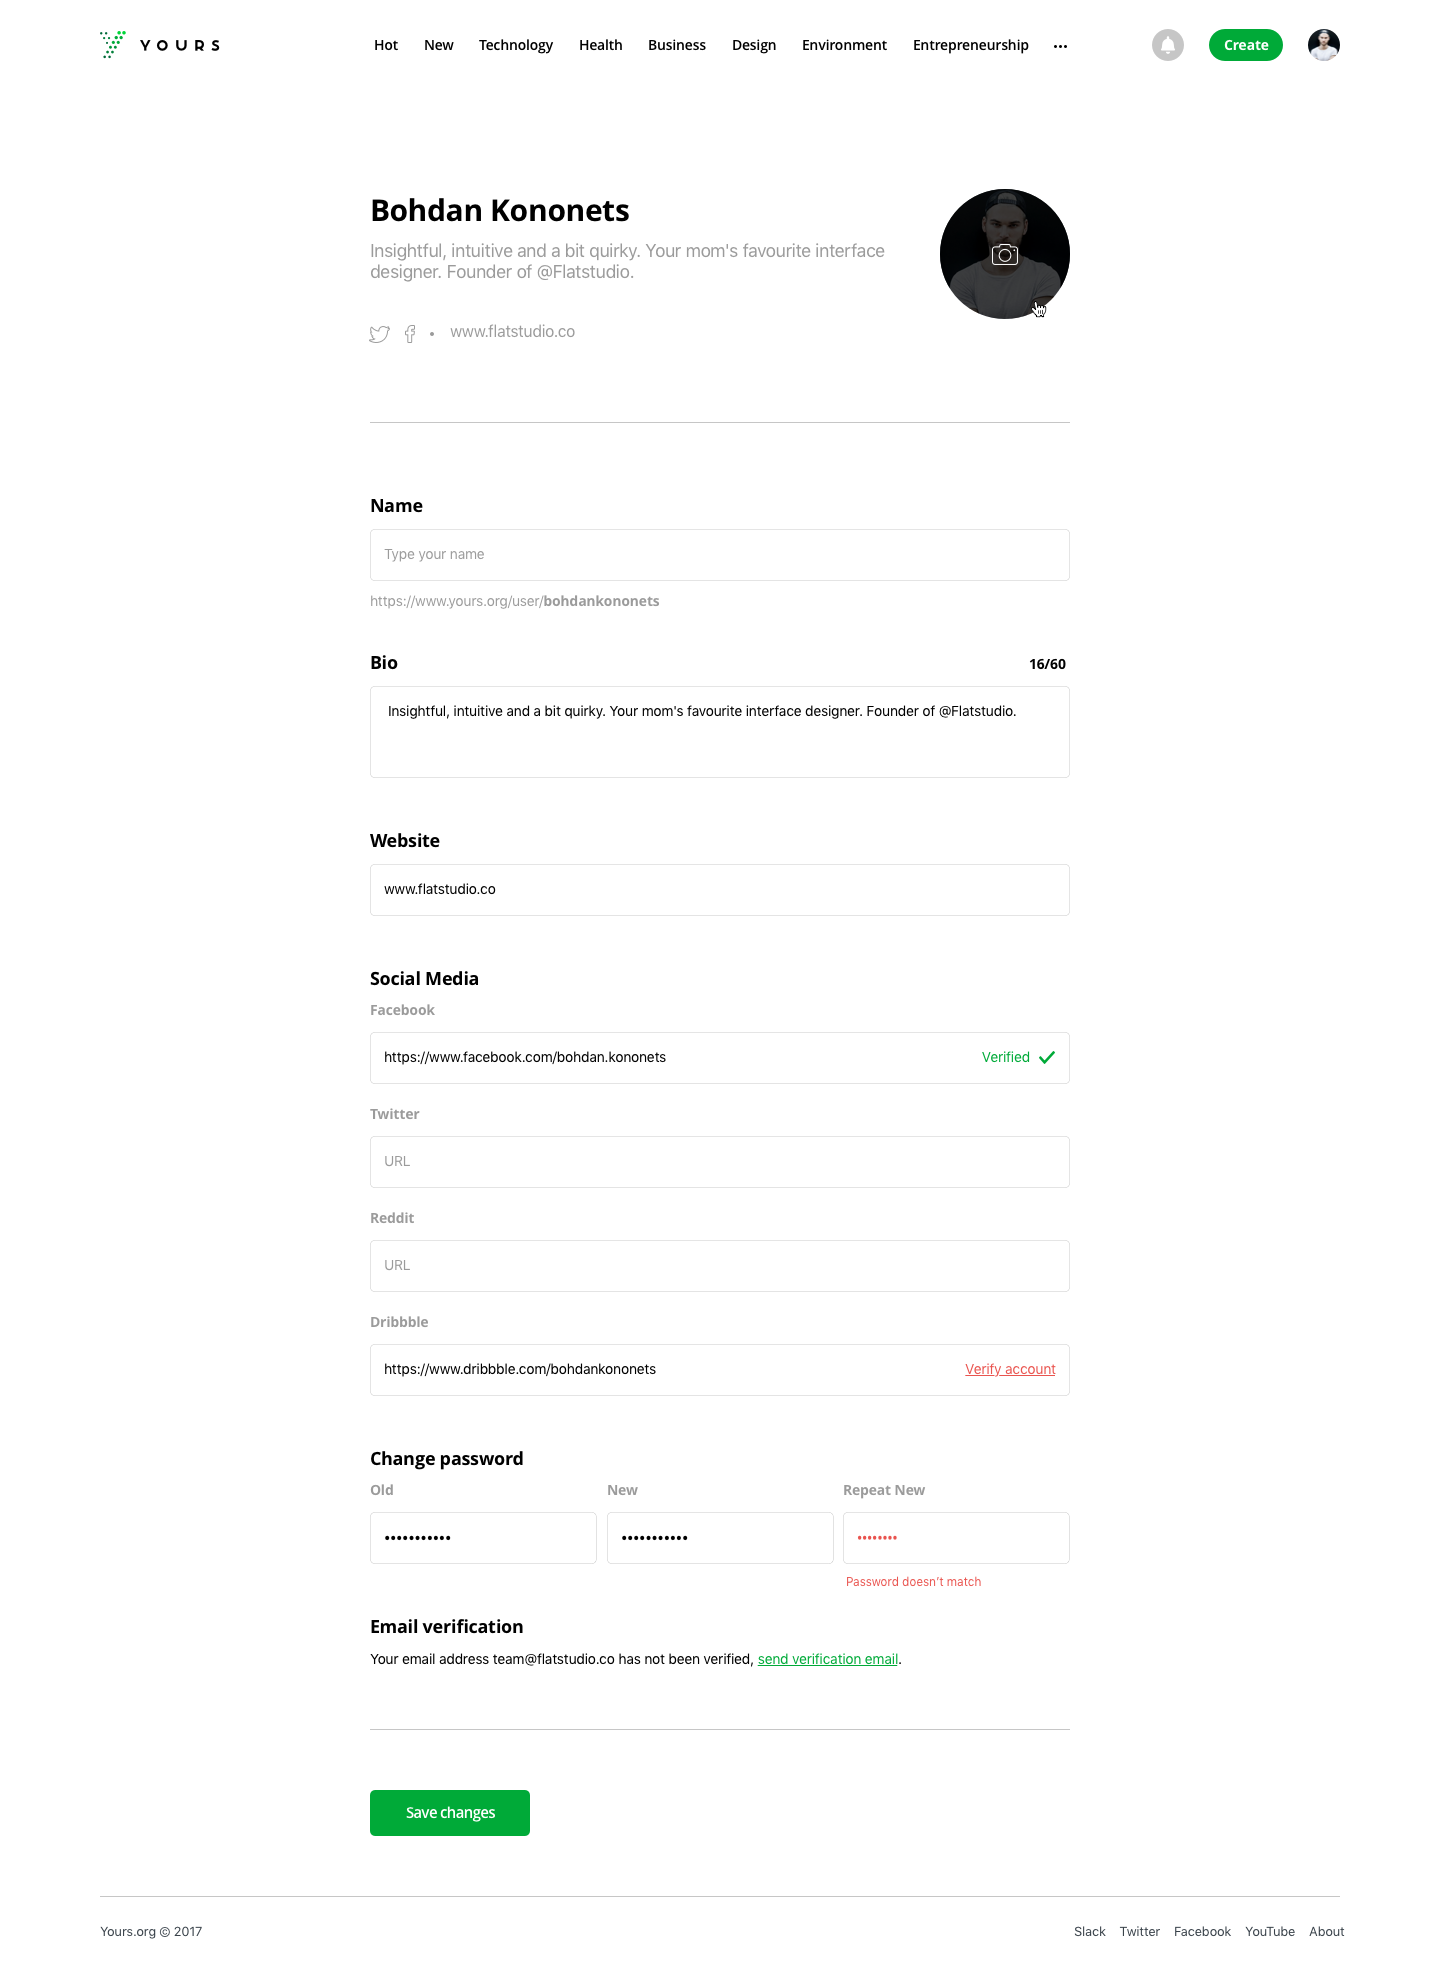 YOURS
Hot New Technology Health Business Design Environment Entrepreneurship
Create
Bohdan Kononets
Insightful, intuitive and a bit quirky. Your mom's favourite interface
designer. Founder of @Flatstudio.
• www.flatstudio.co
Name
Type your name
https://www.yours.org/user/bohdankononets
Bio 16/60
Insightful, intuitive and a bit quirky. Your mom's favourite interface designer. Founder of @Flatstudio.
Website
www.flatstudio.co
Social Media
Facebook
https://www.facebook.com/bohdan.kononets Verified
Twitter
URL
Reddit
URL
Dribbble
https://www.dribbble.com/bohdankononets Verify account
Change password
Old New Repeat New
••••••••••• ••••••••••• ••••••••
Password doesn’t match
Email verification
Your email address team@flatstudio.co has not been verified, send verification email.
Save changes
Yours.org © 2017 Slack Twitter Facebook YouTube About